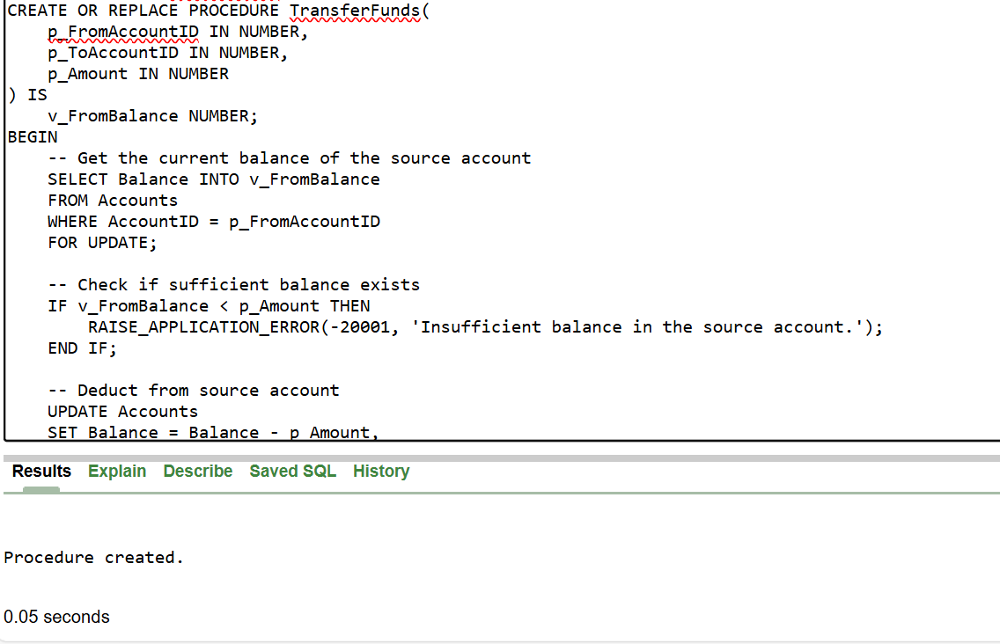 CREATE OR REPLACE PROCEDURE TransferFunds(
    p_FromAccountID IN NUMBER,
    p_ToAccountID IN NUMBER,
    p_Amount IN NUMBER
) IS
    v_FromBalance NUMBER;
BEGIN
    -- Get the current balance of the source account
    SELECT Balance INTO v_FromBalance
    FROM Accounts
    WHERE AccountID = p_FromAccountID
    FOR UPDATE;
    -- Check if sufficient balance exists
    IF v_FromBalance < p_Amount THEN
        RAISE_APPLICATION_ERROR(-20001, 'Insufficient balance in the source account.');
    END IF;
    -- Deduct from source account
    UPDATE Accounts
    SET Balance = Balance - p_Amount,
Results Explain Describe Saved SQL History
Procedure created.
0.05 seconds